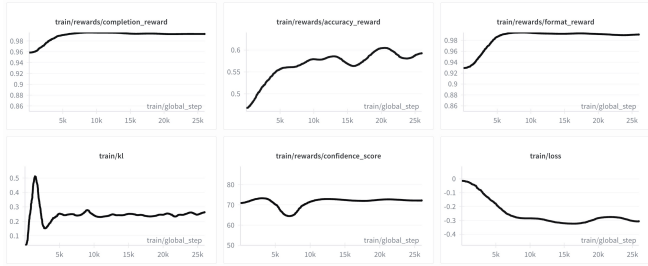 train/rewards/completion_reward
0.98
0.96
0.94
0.92
0.9
0.88
0.86
train/global_step
5k 10k 15k 20k 25k
train/rewards/accuracy_reward
0.6
0.55
0.5
train/global_step
5k 10k 15k 20k 25k
train/rewards/format_reward
0.98
0.96
0.94
0.92
0.9
0.88
0.86
train/global_step
5k 10k 15k 20k 25k
train/kl
0.5
0.4
0.3
0.2
0.1
train/global_step
5k 10k 15k 20k 25k
train/rewards/confidence_score
80
70
60
50
train/global_step
5k 10k 15k 20k 25k
train/loss
0
-0.1
-0.2
-0.3
-0.4
train/global_step
5k 10k 15k 20k 25k